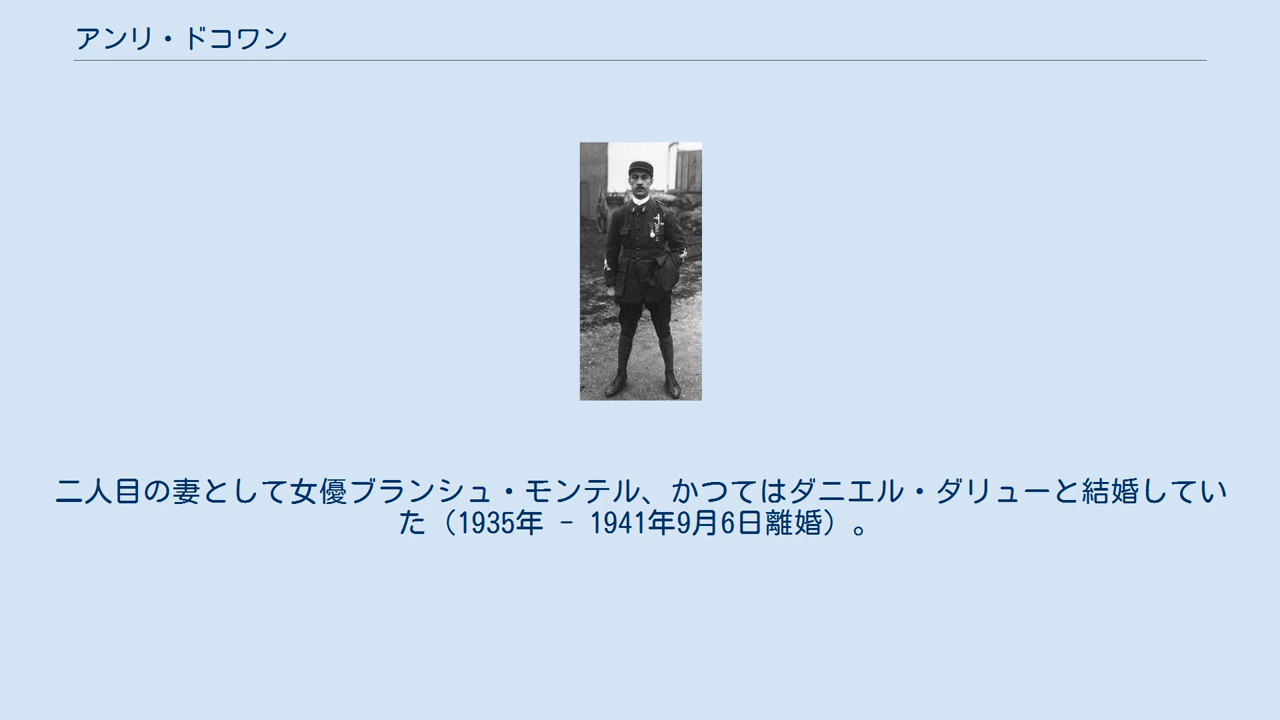 アンリ・ドコワン
二人目の妻として女優ブランシュ・モンテル、かつてはダニエル・ダリューと結婚してい
た（1935年 - 1941年9月6日離婚）。